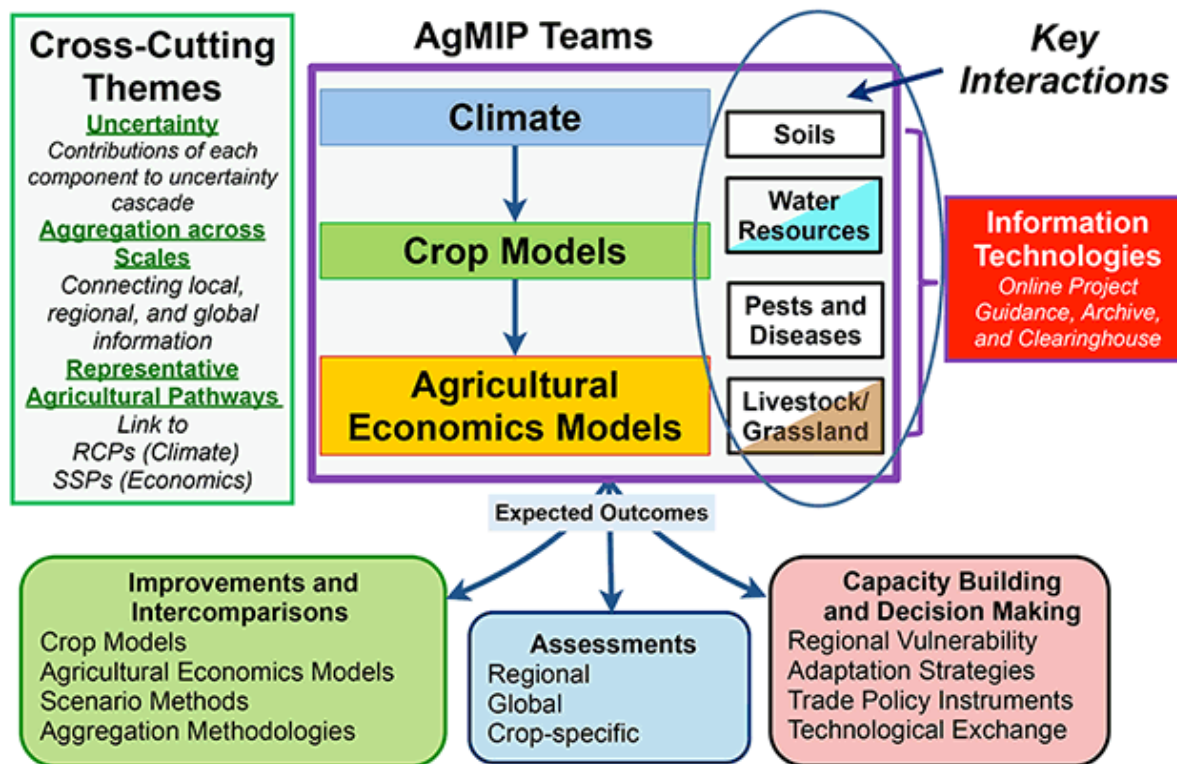 Cross-Cutting
Themes
Uncertainty
Contributions of each
component to uncertainty
cascade
Aggregation across
Scales
Connecting local,
regional, and global
information
Representative
Agricultural Pathways
Link to
RCPs (Climate)
SSPs (Economics)
AgMIP Teams
Climate
Crop Models
Agricultural
Economics Models
Key
Interactions
Soils
Water
Resources
Pests and
Diseases
Livestock/
Grassland
Information
Technologies
Online Project
Guidance, Archive,
and Clearinghouse
Expected Outcomes
Improvements and
Intercomparisons
Crop Models
Agricultural Economics Models
Scenario Methods
Aggregation Methodologies
Assessments
Regional
Global
Crop-specific
Capacity Building
and Decision Making
Regional Vulnerability
Adaptation Strategies
Trade Policy Instruments
Technological Exchange